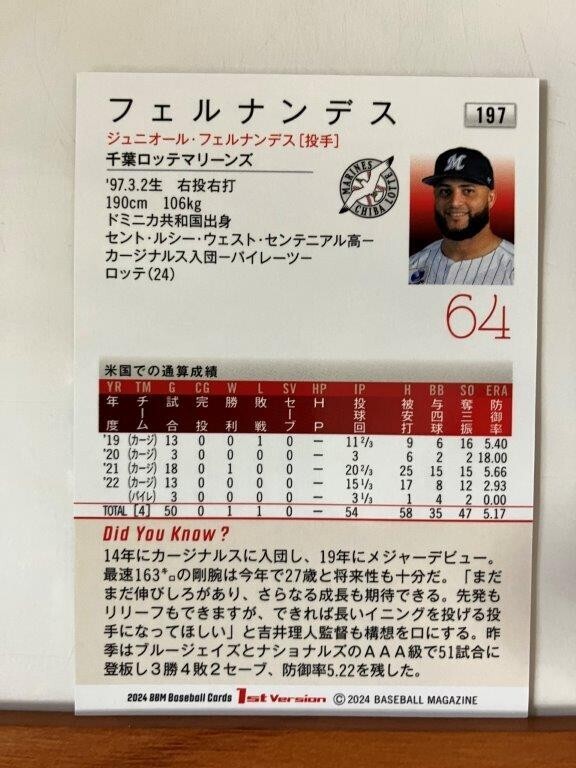 フェルナンデス
197
ジュニオール・フェルナンデス[投手]
千葉ロッテマリーンズ
'97.3.2生 右投右打
190cm 106kg
ドミニカ共和国出身
セント・ルシー・ウェスト・センテニアル高－
カージナルス入団－パイレーツ－
ロッテ(24)
MARINES
CHIBA LOTTE
M
64
米国での通算成績
YR TM G CG W L SV HP IP H BB SO ERA
年度 チーム 試合 完投 勝利 敗戦 セーブ HP 投球回 被安打 与四球 奪三振 防御率
'19 (カージ) 13 0 0 1 0 － 11 2/3 9 6 16 5.40
'20 (カージ) 3 0 0 0 0 － 3 6 2 2 18.00
'21 (カージ) 18 0 1 0 0 － 20 2/3 25 15 15 5.66
'22 (カージ) 13 0 0 0 0 － 15 1/3 17 8 12 2.93
(パイレ) 3 0 0 0 0 － 3 1/3 1 4 2 0.00
TOTAL [4] 50 0 1 1 0 － 54 58 35 47 5.17
Did You Know?
14年にカージナルスに入団し、19年にメジャーデビュー。
最速163㌔の剛腕は今年で27歳と将来性も十分だ。「まだ
まだ伸びしろがあり、さらなる成長も期待できる。先発も
リリーフもできますが、できれば長いイニングを投げる投
手になってほしい」と吉井理人監督も構想を口にする。昨
季はブルージェイズとナショナルズのAAA級で51試合に
登板し3勝4敗2セーブ、防御率5.22を残した。
2024 BBM Baseball Cards 1st Version ©2024 BASEBALL MAGAZINE